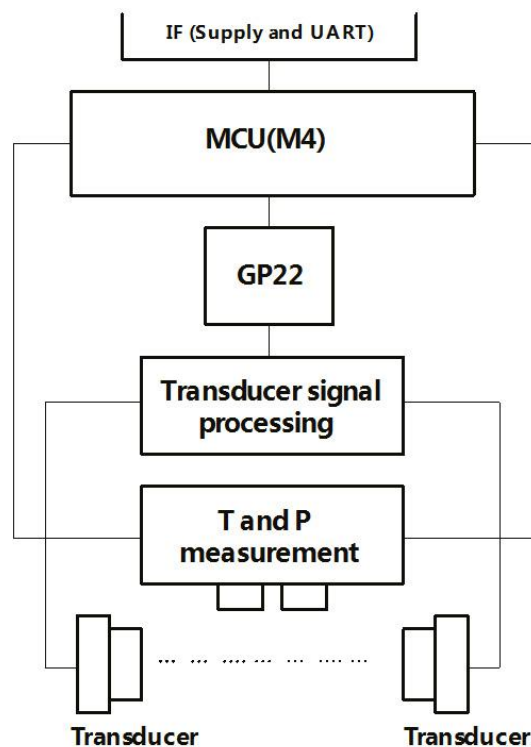 IF (Supply and UART)
MCU(M4)
GP22
Transducer signal
processing
T and P
measurement
Transducer
Transducer